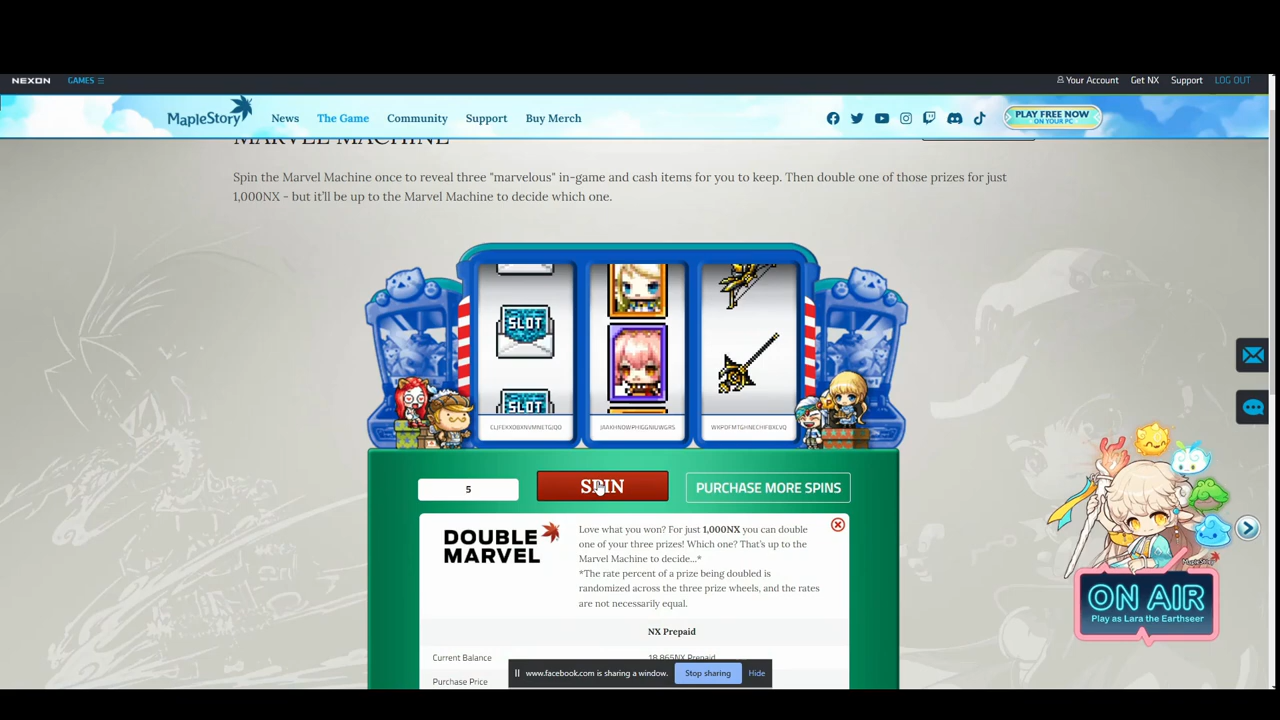 NEXON GAMES
Your Account Get NX Support LOG OUT
MapleStory News The Game Community Support Buy Merch
PLAY FREE NOW
ON YOUR PC
MARVEL MACHINE
Spin the Marvel Machine once to reveal three "marvelous" in-game and cash items for you to keep. Then double one of those prizes for just
1,000NX - but it'll be up to the Marvel Machine to decide which one.
SLOT
SLOT
5 SPIN PURCHASE MORE SPINS
DOUBLE
MARVEL
Love what you won? For just 1,000NX you can double
one of your three prizes! Which one? That's up to the
Marvel Machine to decide...*
*The rate percent of a prize being doubled is
randomized across the three prize wheels, and the rates
are not necessarily equal.
NX Prepaid
Current Balance 18,865NX Prepaid
Purchase Price
www.facebook.com is sharing a window. Stop sharing Hide
MapleStory
ON AIR
Play as Lara the Earthseer